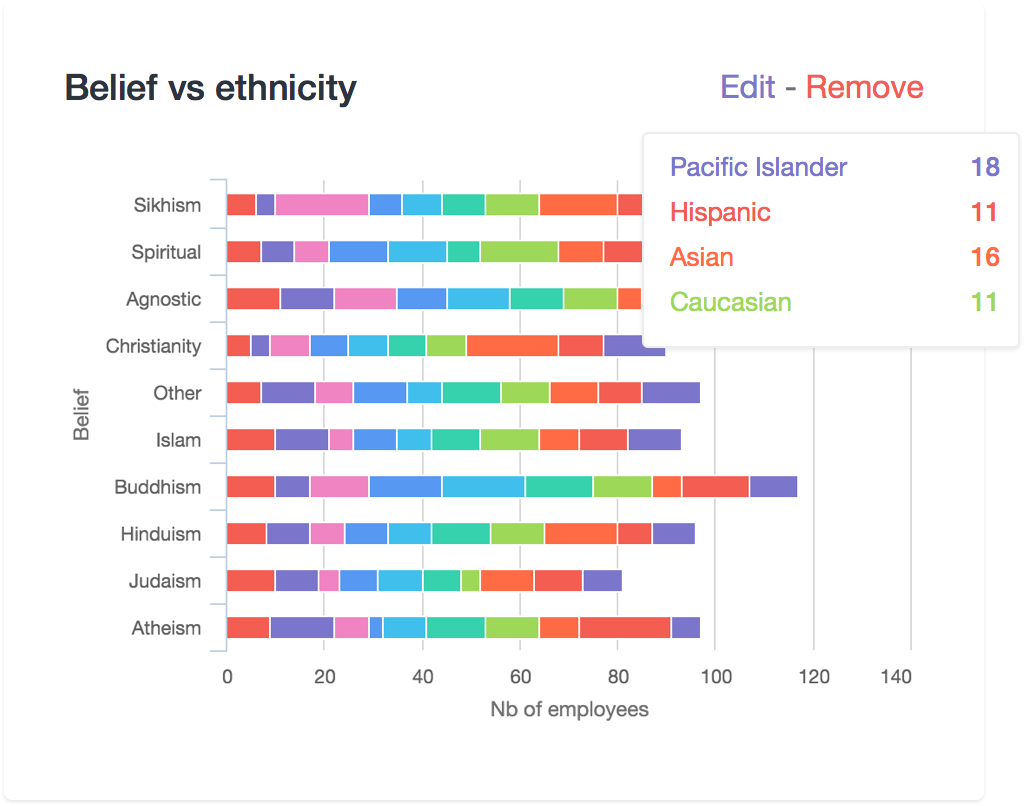 Belief vs ethnicity
Edit - Remove
Pacific Islander 18
Hispanic 11
Asian 16
Caucasian 11
Sikhism
Spiritual
Agnostic
Christianity
Other
Islam
Buddhism
Hinduism
Judaism
Atheism
Belief
0 20 40 60 80 100 120 140
Nb of employees